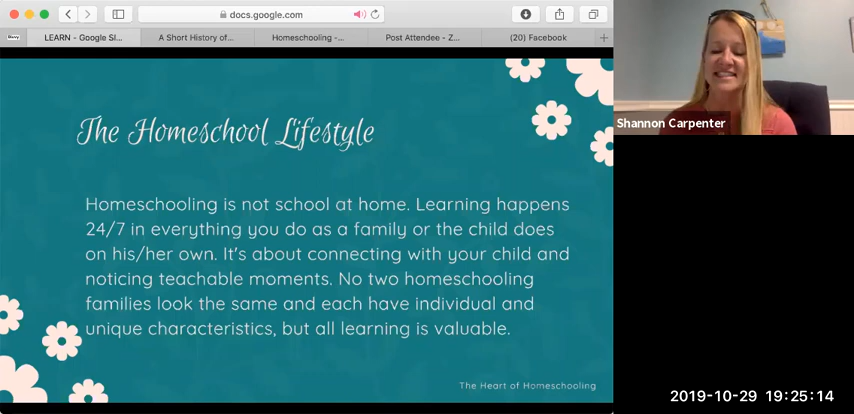 docs.google.com
LEARN - Google Sl...
A Short History of...
Homeschooling -...
Post Attendee - Z...
(20) Facebook
Shannon Carpenter
The Homeschool Lifestyle
Homeschooling is not school at home. Learning happens
24/7 in everything you do as a family or the child does
on his/her own. It's about connecting with your child and
noticing teachable moments. No two homeschooling
families look the same and each have individual and
unique characteristics, but all learning is valuable.
The Heart of Homeschooling
2019-10-29 19:25:14